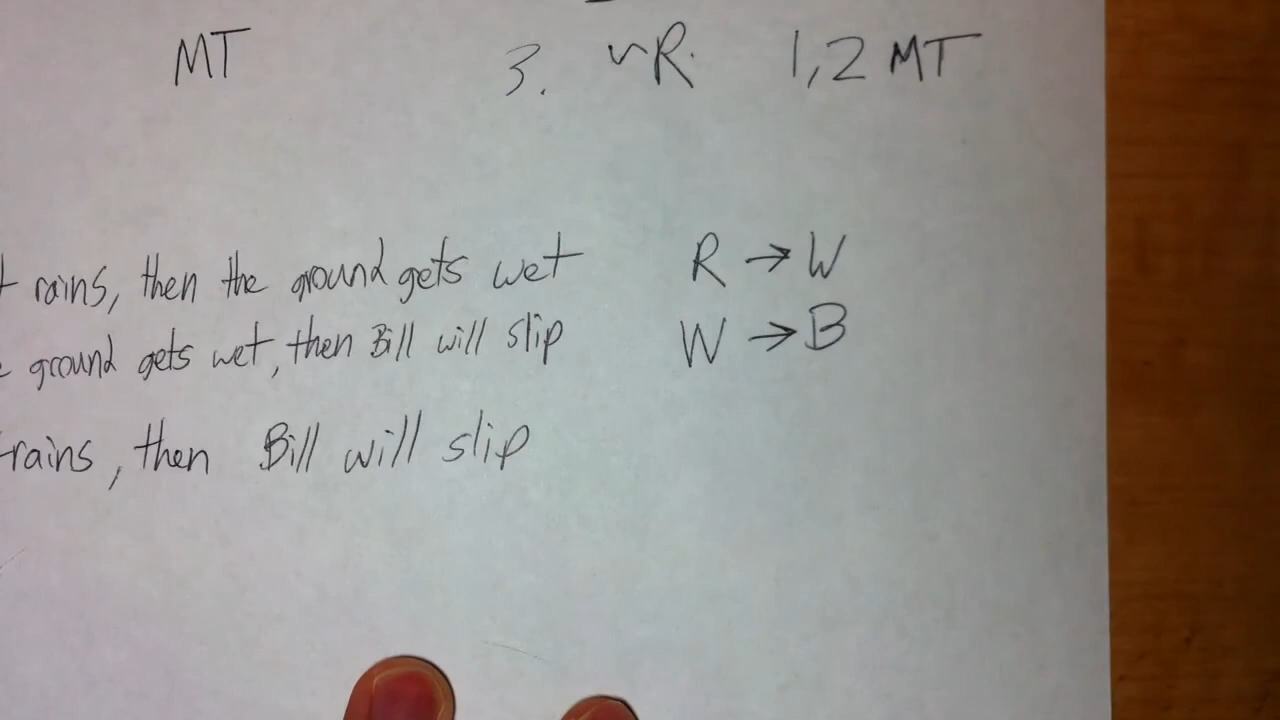 MT 3. ~R. 1,2 MT
rains, then the ground gets wet R → W
ground gets wet, then Bill will slip W → B
rains, then Bill will slip